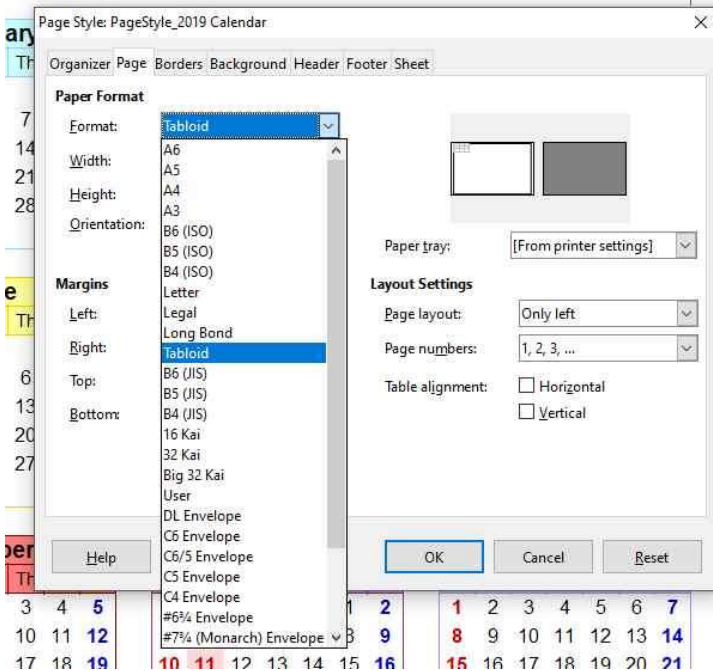 Page Style: PageStyle_2019 Calendar
Organizer Page Borders Background Header Footer Sheet
Paper Format
Format: Tabloid
Width:
Height:
Orientation:
A6
A5
A4
A3
B6 (ISO)
B5 (ISO)
B4 (ISO)
Letter
Legal
Long Bond
Tabloid
B6 (JIS)
B5 (JIS)
B4 (JIS)
16 Kai
32 Kai
Big 32 Kai
User
DL Envelope
C6 Envelope
C6/5 Envelope
C5 Envelope
C4 Envelope
#6¾ Envelope
#7¾ (Monarch) Envelope
Paper tray: [From printer settings]
Margins
Left:
Right:
Top:
Bottom:
Layout Settings
Page layout: Only left
Page numbers: 1, 2, 3, ...
Table alignment: Horizontal
Vertical
Help OK Cancel Reset
ary
Th
7
14
21
28
e
Th
6
13
20
27
ber
Th
3 4 5 1 2 1 2 3 4 5 6 7
10 11 12 8 9 8 9 10 11 12 13 14
17 18 19 10 11 12 13 14 15 16 15 16 17 18 19 20 21